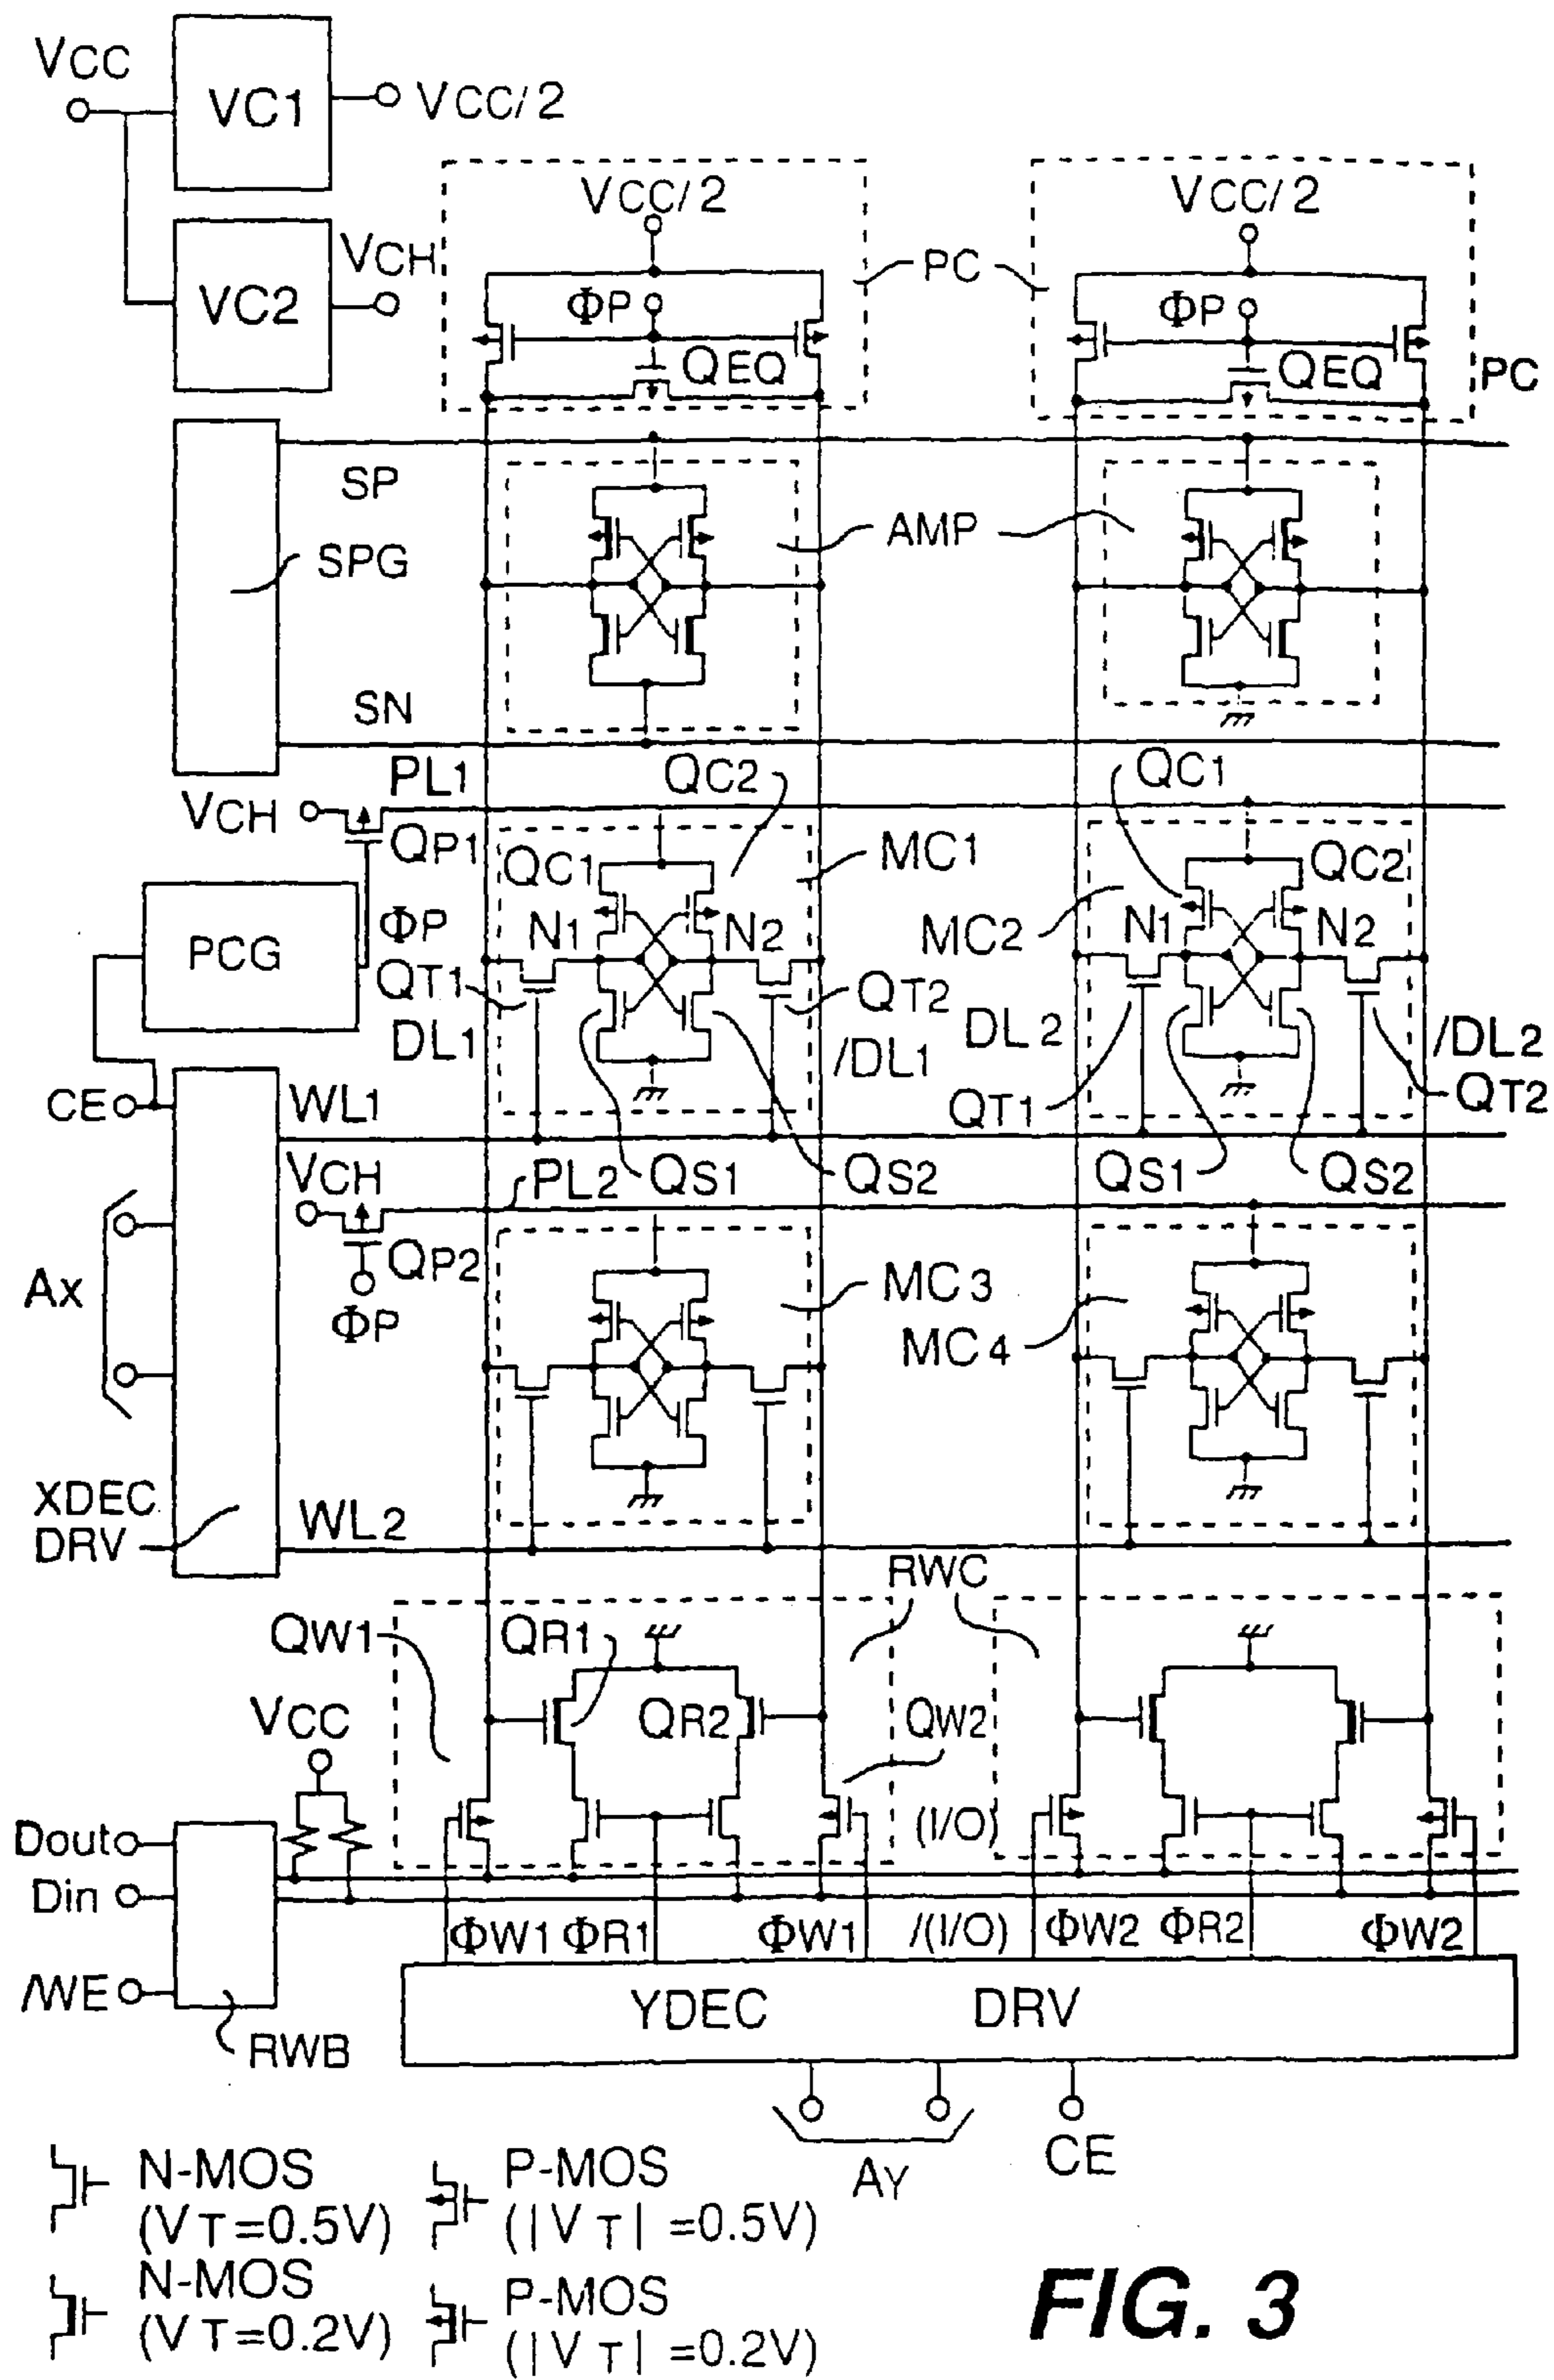 VCC
VC1
VCC/2
VCC/2
VCC/2
VC2
VCH
ΦP
PC
ΦP
QEQ
QEQ
PC
SP
AMP
SPG
SN
PL1
QC2
QC1
VCH
QP1
QC1
MC1
QC2
ΦP
N1
N2
MC2
N1
N2
PCG
QT1
QT2
DL1
/DL1
DL2
/DL2
CE
WL1
QT1
QT2
VCH
PL2
QS1
QS2
QS1
QS2
Ax
QP2
MC3
ΦP
MC4
XDEC
DRV
WL2
RWC
QW1
QR1
VCC
QR2
QW2
Dout
(I/O)
Din
ΦW1
ΦR1
ΦW1
/(I/O)
ΦW2
ΦR2
ΦW2
/WE
YDEC
DRV
RWB
AY
CE
N-MOS
(VT=0.5V)
P-MOS
(|VT|=0.5V)
N-MOS
(VT=0.2V)
P-MOS
(|VT|=0.2V)
FIG. 3